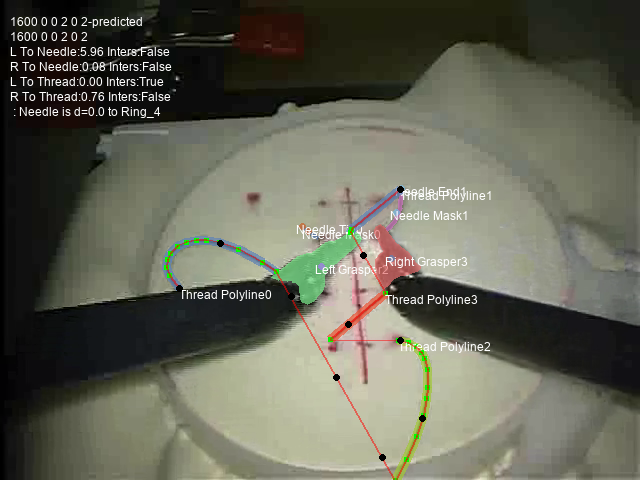 1600 0 0 2 0 2-predicted
1600 0 0 2 0 2
L To Needle:5.96 Inters:False
R To Needle:0.08 Inters:False
L To Thread:0.00 Inters:True
R To Thread:0.76 Inters:False
: Needle is d=0.0 to Ring_4
Needle End1
Thread Polyline1
Needle Mask1
Needle
Needle Mask0
Left Grasper2
Right Grasper3
Thread Polyline0
Thread Polyline3
Thread Polyline2